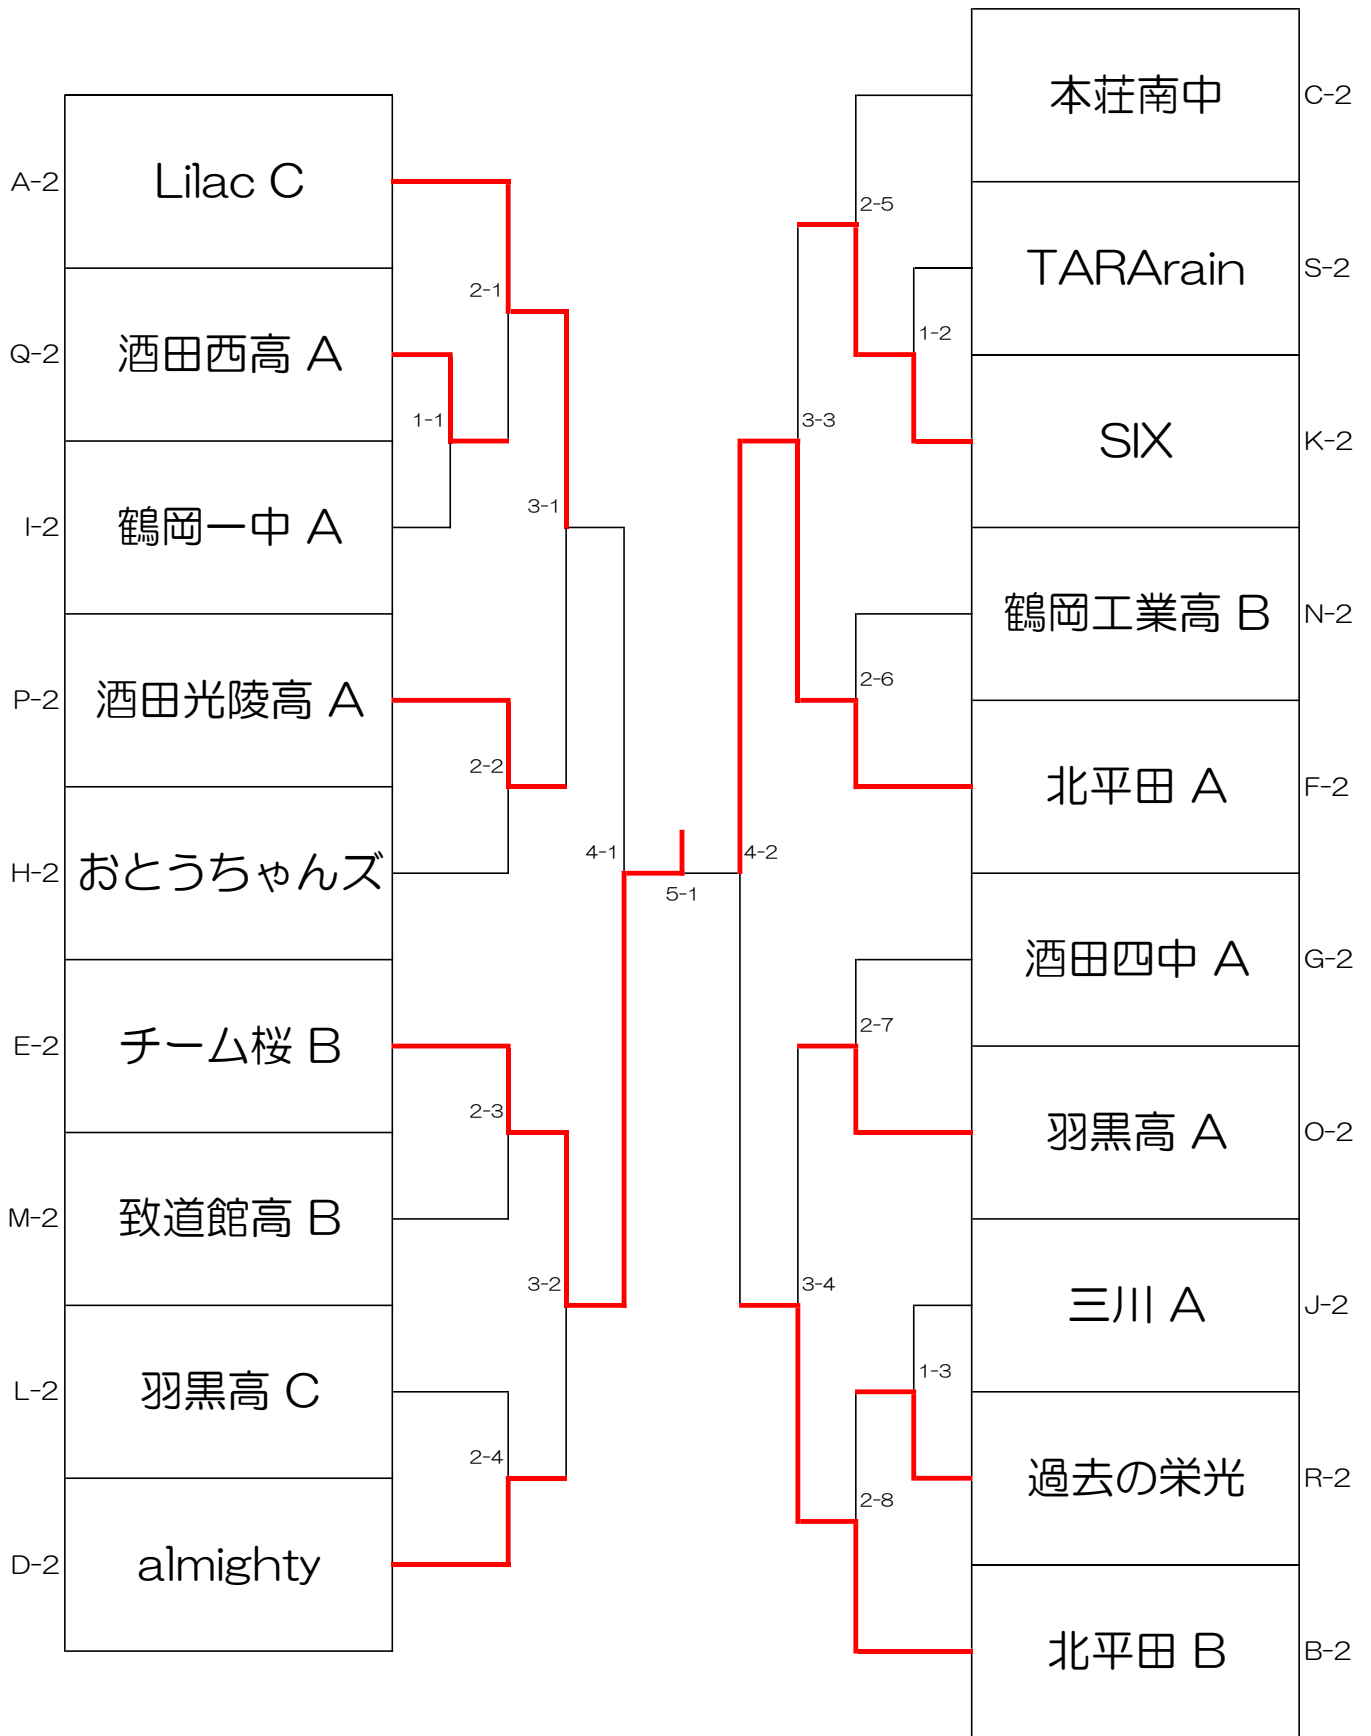 A-2 Lilac C
Q-2 酒田西高 A
I-2 鶴岡一中 A
P-2 酒田光陵高 A
H-2 おとうちゃんズ
E-2 チーム桜 B
M-2 致道館高 B
L-2 羽黒高 C
D-2 almighty
1-1
2-1
2-2
2-3
2-4
3-1
3-2
4-1
5-1
4-2
3-3
3-4
2-5
2-6
2-7
2-8
1-2
1-3
本荘南中 C-2
TARArain S-2
SIX K-2
鶴岡工業高 B N-2
北平田 A F-2
酒田四中 A G-2
羽黒高 A O-2
三川 A J-2
過去の栄光 R-2
北平田 B B-2